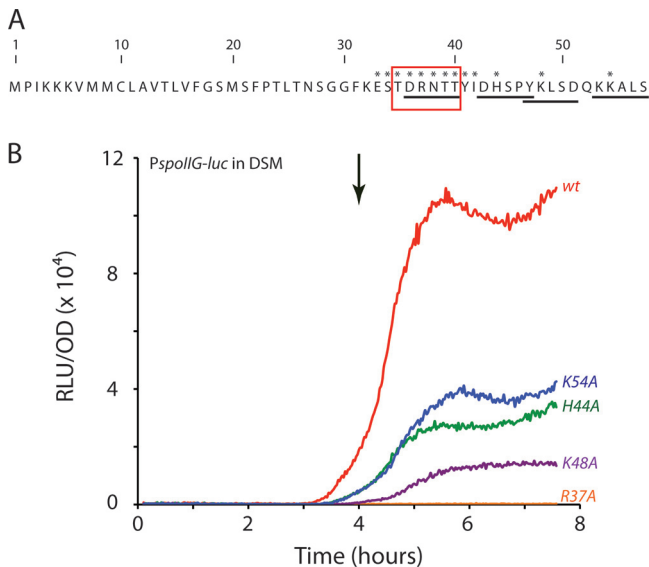 A
1 10 20 30 40 50
* * * * * * * * * * * * *
MPIKKKVMMCLAVTLVFGSMSFPTLTNSGGFKESTDRNTTYIDHSPYKLSDQKKALS
B
PspoIIG-luc in DSM
wt
K54A
H44A
K48A
R37A
12
8
4
0
RLU/OD (x 10⁴)
0 2 4 6 8
Time (hours)